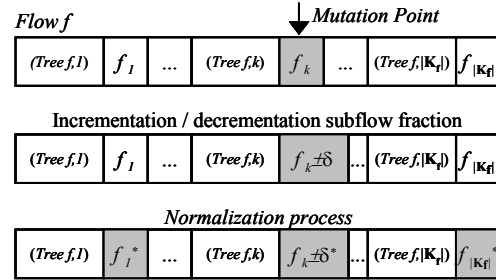 Flow f Mutation Point
(Tree f,1) f1 ... (Tree f,k) fk ... (Tree f,|Kf|) f|Kf|
Incrementation / decrementation subflow fraction
(Tree f,1) f1 ... (Tree f,k) fk±δ ... (Tree f,|Kf|) f|Kf|
Normalization process
(Tree f,1) f1* ... (Tree f,k) fk±δ* ... (Tree f,|Kf|) f|Kf|*